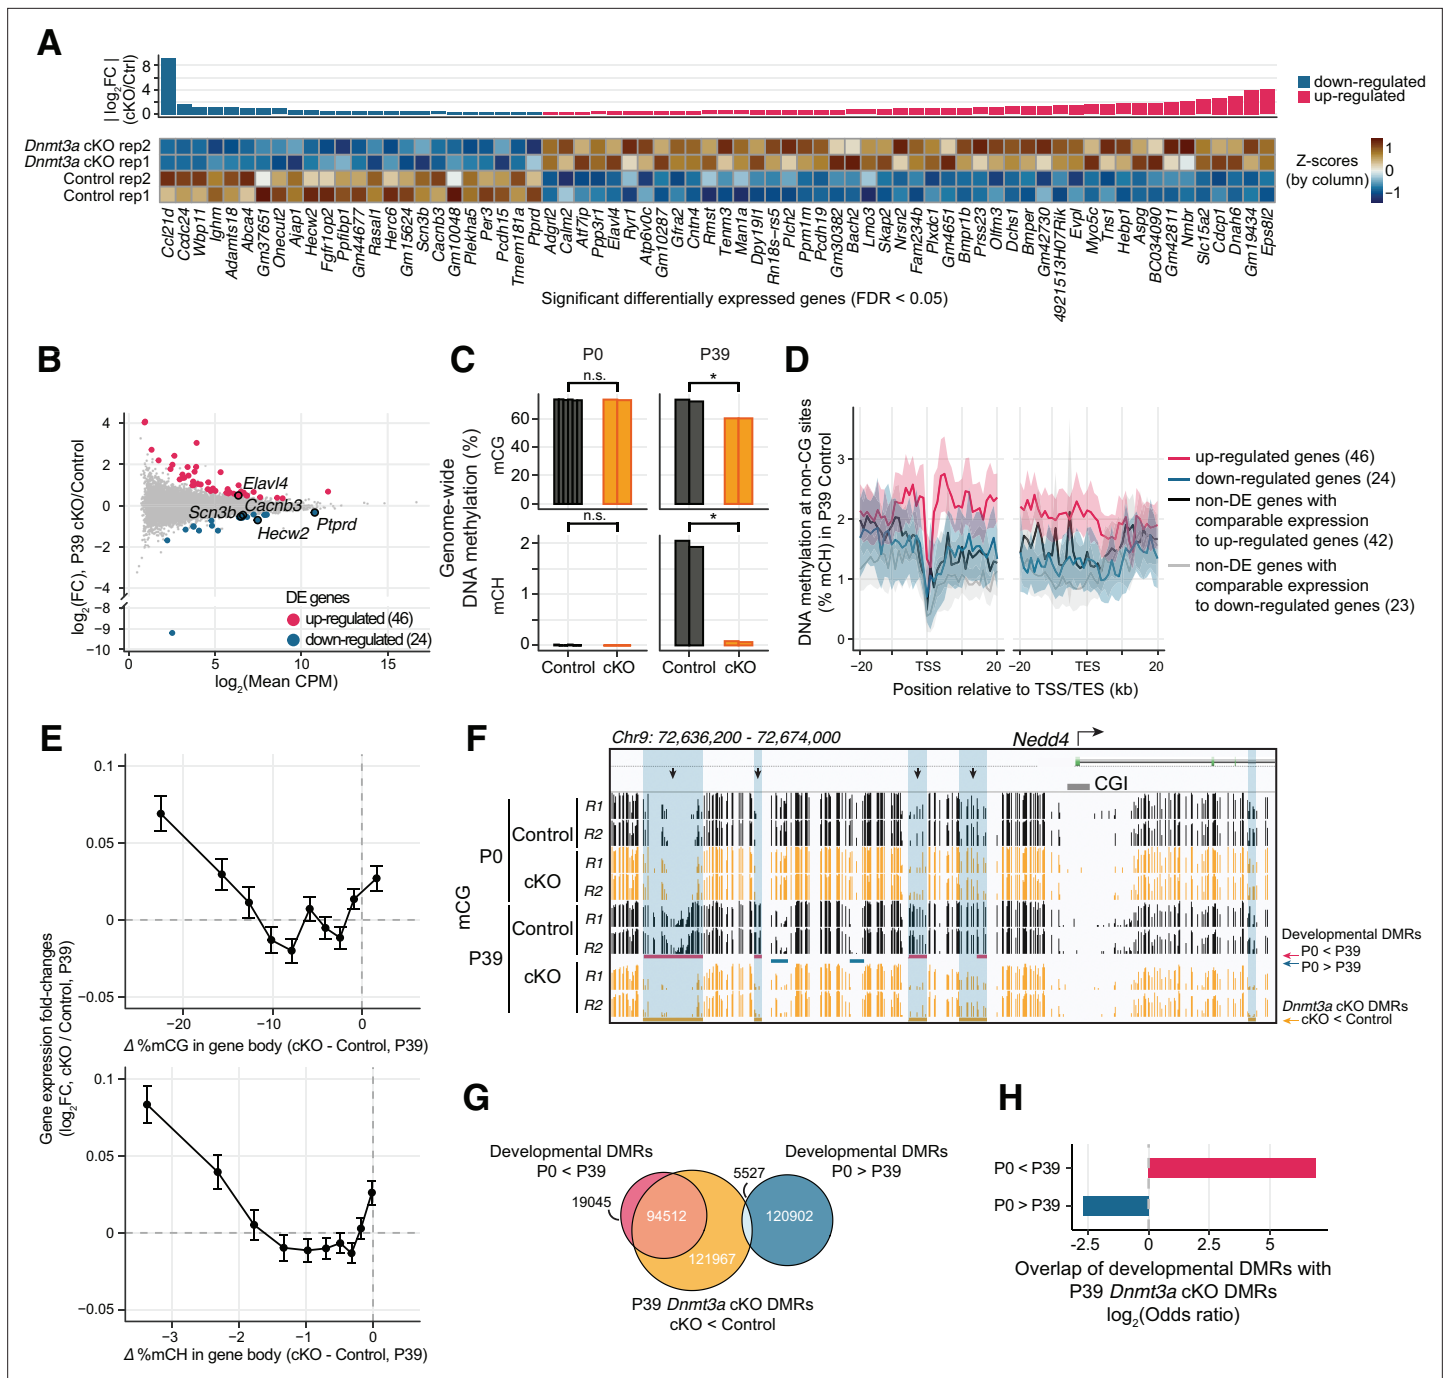 A
| log2FC |
(cKO/Ctrl)
8
4
0
down-regulated
up-regulated
Dnmt3a cKO rep2
Dnmt3a cKO rep1
Control rep2
Control rep1
Z-scores
(by column)
1
0
−1
Ccl21d
Ccdc24
Wbp11
Ighm
Adamts18
Abca4
Gm37651
Onecut2
Ajap1
Hecw2
Fgfr1op2
Ppfibp1
Gm44677
Rasal1
Herc6
Gm15624
Scn3b
Cacnb3
Gm10048
Plekha5
Per3
Pcdh15
Tmem181a
Ptprd
Adgrl2
Calm2
Atf7ip
Ppp3r1
Elavl4
Ryr1
Atp6v0c
Gm10287
Gfra2
Cntn4
Rmst
Tenm3
Man1a
Dpy19l1
Rn18s-rs5
Plch2
Ppm1m
Pcdh19
Gm30382
Bach2
Lmo3
Skap2
Nrsn2
Fam234b
Plxdc1
Gm4651
Bmpr1b
Prss23
Olfm3
Dchs1
Bmper
Gm42730
4921513H07Rik
Evpl
Myo5c
Tns1
Hebp1
Aspg
BC034090
Gm42811
Nmbr
Slc15a2
Cdcp1
Dnah6
Gm19434
Eps8l2
Significant differentially expressed genes (FDR < 0.05)
B
log2(FC), P39 cKO/Control
4
2
0
−2
−4
−8
−9
−10
0
5
10
15
log2(Mean CPM)
Elavl4
Cacnb3
Scn3b
Hecw2
Ptprd
DE genes
up-regulated (46)
down-regulated (24)
C
P0
P39
n.s.
*
Genome-wide
DNA methylation (%)
mCG
60
40
20
0
n.s.
*
mCH
2
1
0
Control
cKO
Control
cKO
D
DNA methylation at non-CG sites
(% mCH) in P39 Control
3
2
1
0
−20
TSS
20
−20
TES
20
Position relative to TSS/TES (kb)
up-regulated genes (46)
down-regulated genes (24)
non-DE genes with
comparable expression
to up-regulated genes (42)
non-DE genes with
comparable expression
to down-regulated genes (23)
E
Gene expression fold-changes
(log2FC, cKO / Control, P39)
0.1
0.05
0
−0.05
−20
−10
0
Δ %mCG in gene body (cKO - Control, P39)
0.1
0.05
0
−0.05
−3
−2
−1
0
Δ %mCH in gene body (cKO - Control, P39)
F
Chr9: 72,636,200 - 72,674,000
Nedd4
CGI
mCG
P0
Control
R1
R2
cKO
R1
R2
P39
Control
R1
R2
cKO
R1
R2
Developmental DMRs
P0 < P39
P0 > P39
Dnmt3a cKO DMRs
cKO < Control
G
Developmental DMRs
P0 < P39
Developmental DMRs
P0 > P39
19045
94512
121967
5527
120902
P39 Dnmt3a cKO DMRs
cKO < Control
H
P0 < P39
P0 > P39
-2.5
0
2.5
5
Overlap of developmental DMRs with
P39 Dnmt3a cKO DMRs
log2(Odds ratio)